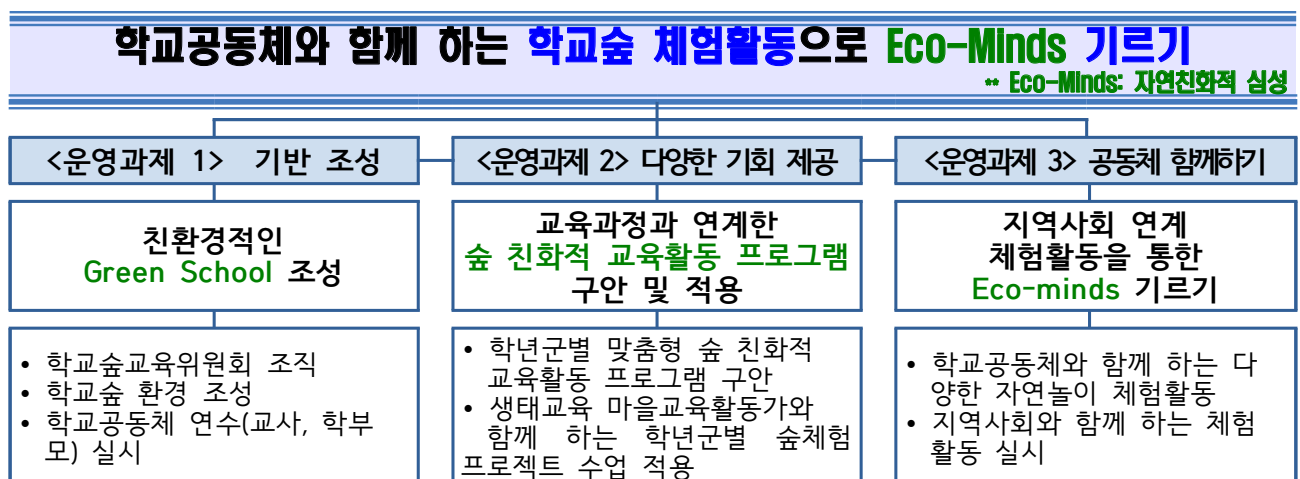 학교공동체와 함께 하는 학교숲 체험활동으로 Eco-Minds 기르기
** Eco-Minds: 자연친화적 심성
<운영과제 1> 기반 조성
<운영과제 2> 다양한 기회 제공
<운영과제 3> 공동체 함께하기
친환경적인
Green School 조성
교육과정과 연계한
숲 친화적 교육활동 프로그램
구안 및 적용
지역사회 연계
체험활동을 통한
Eco-minds 기르기
• 학교숲교육위원회 조직
• 학교숲 환경 조성
• 학교공동체 연수(교사, 학부
모) 실시
• 학년군별 맞춤형 숲 친화적
교육활동 프로그램 구안
• 생태교육 마을교육활동가와
함께 하는 학년군별 숲체험
프로젝트 수업 적용
• 학교공동체와 함께 하는 다
양한 자연놀이 체험활동
• 지역사회와 함께 하는 체험
활동 실시